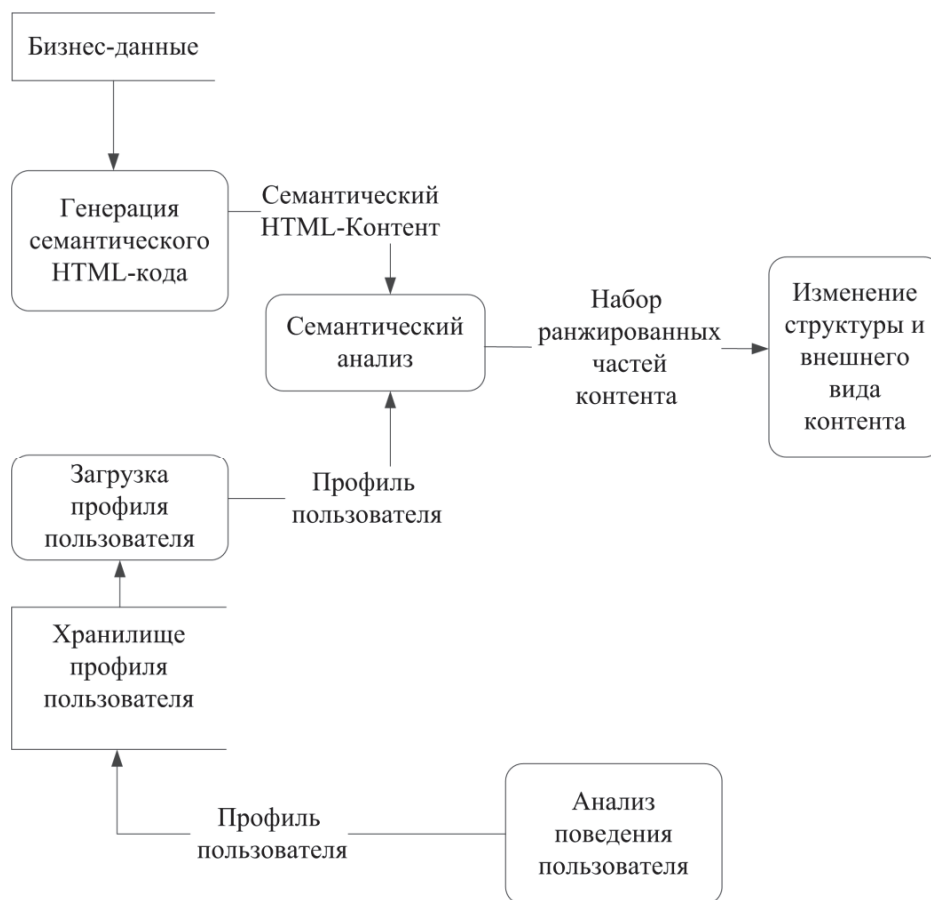 Бизнес-данные
Генерация
семантического
HTML-кода
Семантический
HTML-Контент
Семантический
анализ
Набор
ранжированных
частей
контента
Изменение
структуры и
внешнего
вида
контента
Загрузка
профиля
пользователя
Профиль
пользователя
Хранилище
профиля
пользователя
Профиль
пользователя
Анализ
поведения
пользователя